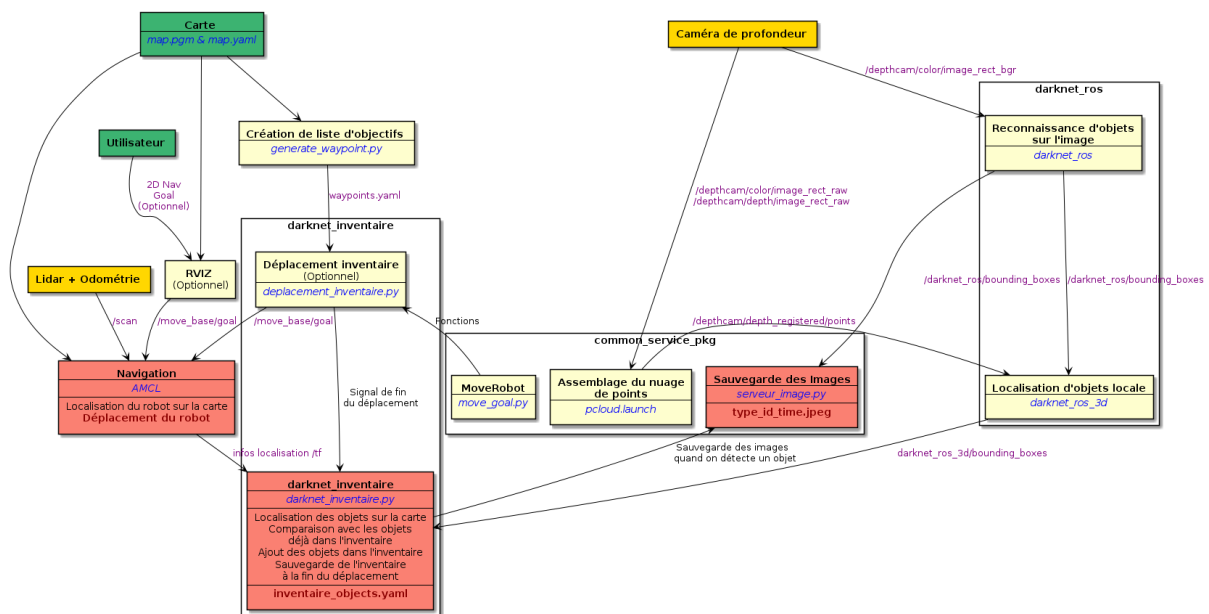 Carte
map.pgm & map.yaml
Caméra de profondeur
/depthcam/color/image_rect_bgr
darknet_ros
Création de liste d'objectifs
generate_waypoint.py
Utilisateur
Reconnaissance d'objets
sur l'image
darknet_ros
2D Nav
Goal
(Optionnel)
waypoints.yaml
/depthcam/color/image_rect_raw
/depthcam/depth/image_rect_raw
darknet_inventaire
Déplacement inventaire
(Optionnel)
deplacement_inventaire.py
Lidar + Odométrie
RVIZ
(Optionnel)
/darknet_ros/bounding_boxes
/darknet_ros/bounding_boxes
/scan
/move_base/goal
/move_base/goal
Fonctions
/depthcam/depth_registered/points
common_service_pkg
Navigation
AMCL
Localisation du robot sur la carte
Déplacement du robot
Signal de fin
du déplacement
MoveRobot
move_goal.py
Assemblage du nuage
de points
pcloud.launch
Sauvegarde des Images
serveur_image.py
type_id_time.jpeg
Localisation d'objets locale
darknet_ros_3d
infos localisation /tf
Sauvegarde des images
quand on détecte un objet
darknet_ros_3d/bounding_boxes
darknet_inventaire
darknet_inventaire.py
Localisation des objets sur la carte
Comparaison avec les objets
déjà dans l'inventaire
Ajout des objets dans l'inventaire
Sauvegarde de l'inventaire
à la fin du déplacement
inventaire_objects.yaml